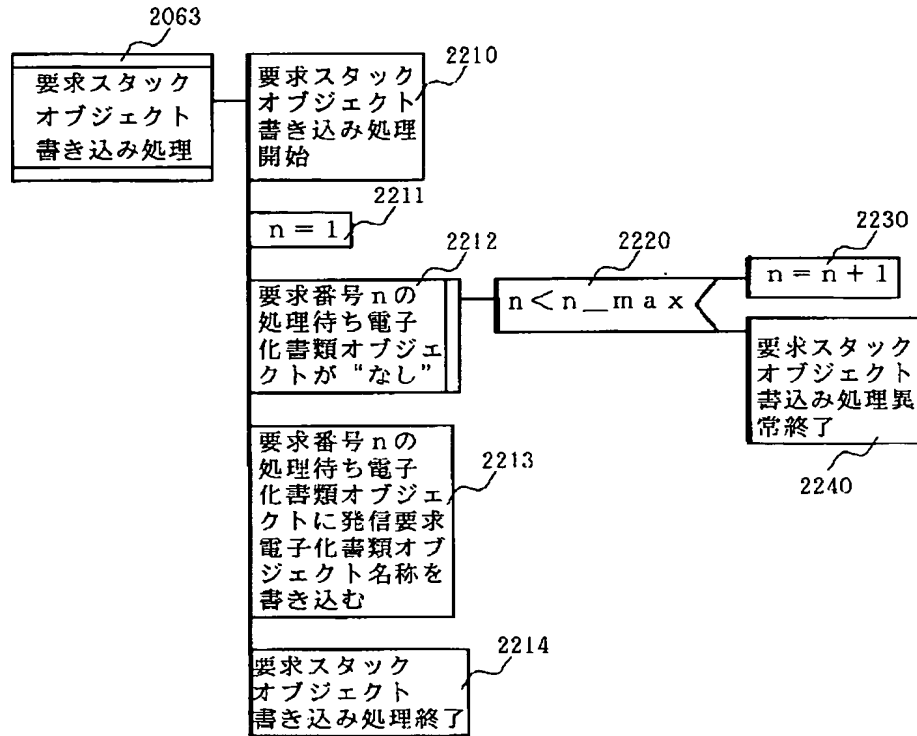 2063
要求スタック
オブジェクト
書き込み処理
2210
要求スタック
オブジェクト
書き込み処理
開始
2211
n=1
2212
要求番号nの
処理待ち電子
化書類オブジェ
クトが“なし”
2220
n<n_max
2230
n=n+1
要求スタック
オブジェクト
書込み処理異
常終了
2240
要求番号nの
処理待ち電子
化書類オブジェ
クトに発信要求
電子化書類オブ
ジェクト名称を
書き込む
2213
要求スタック
オブジェクト
書き込み処理終了
2214